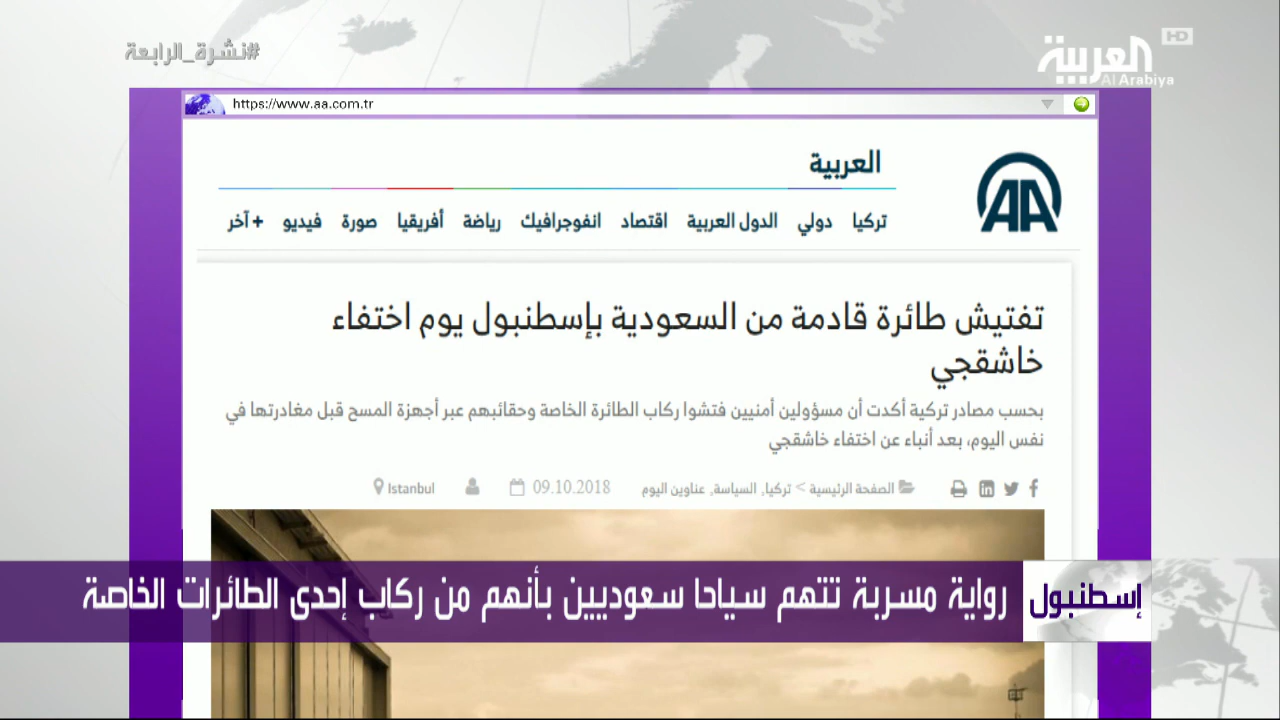 #نشرة_الرابعة
العربية HD
Al Arabiya
https://www.aa.com.tr
العربية
AA
تركيا دولي الدول العربية اقتصاد انفوجرافيك رياضة أفريقيا صورة فيديو + آخر
تفتيش طائرة قادمة من السعودية بإسطنبول يوم اختفاء
خاشقجي
بحسب مصادر تركية أكدت أن مسؤولين أمنيين فتشوا ركاب الطائرة الخاصة وحقائبهم عبر أجهزة المسح قبل مغادرتها في
نفس اليوم، بعد أنباء عن اختفاء خاشقجي
الصفحة الرئيسية > تركيا, السياسة, عناوين اليوم 09.10.2018 Istanbul
إسطنبول
رواية مسربة تتهم سياحا سعوديين بأنهم من ركاب إحدى الطائرات الخاصة